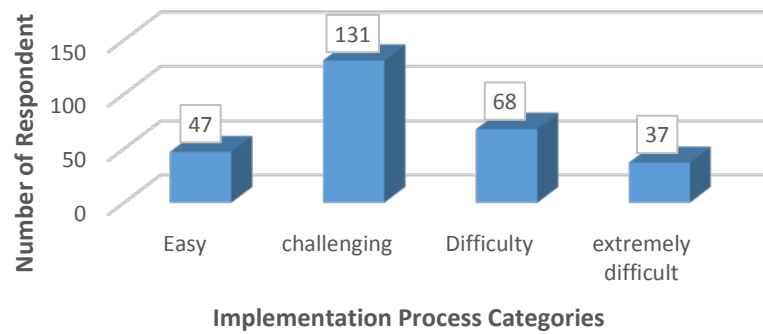 Number of Respondent
150
100
50
0
47
131
68
37
Easy
challenging
Difficulty
extremely
difficult
Implementation Process Categories